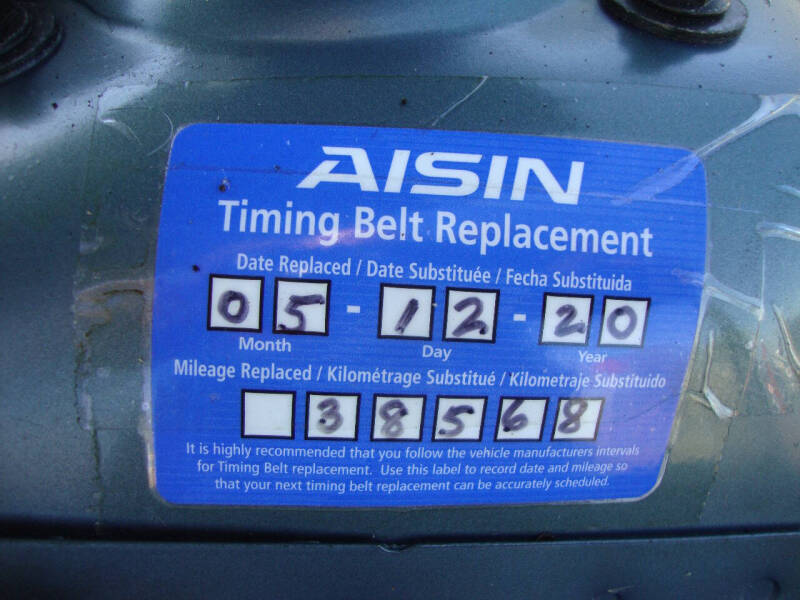 AISIN
Timing Belt Replacement
Date Replaced / Date Substituée / Fecha Substituida
05 - 12 - 20
Month Day Year
Mileage Replaced / Kilométrage Substitué / Kilometraje Substituido
38568
It is highly recommended that you follow the vehicle manufacturers intervals
for Timing Belt replacement. Use this label to record date and mileage so
that your next timing belt replacement can be accurately scheduled.